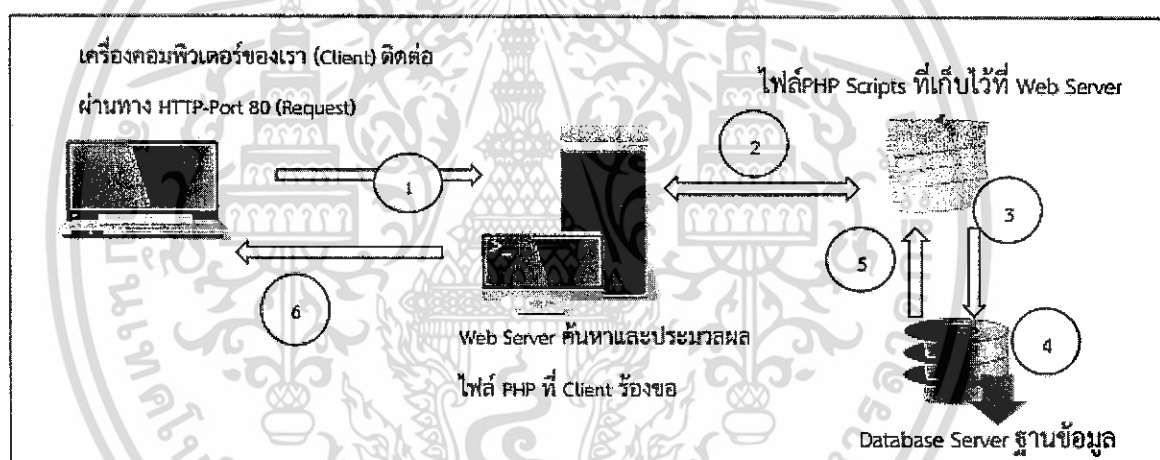 เครื่องคอมพิวเตอร์ของเรา (Client) ติดต่อ
ผ่านทาง HTTP-Port 80 (Request)
ไฟล์PHP Scripts ที่เก็บไว้ที่ Web Server
1
2
3
4
5
6
Web Server ค้นหาและประมวลผล
ไฟล์ PHP ที่ Client ร้องขอ
Database Server ฐานข้อมูล